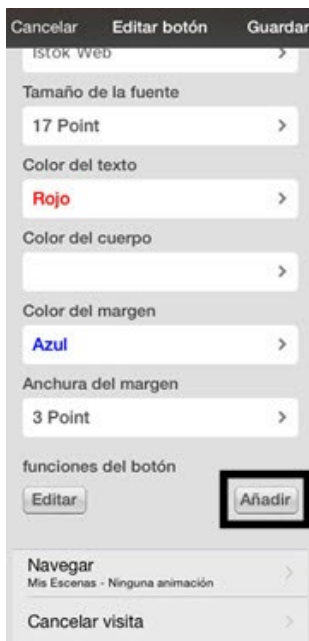 Cancelar Editar botón Guardar
Istok Web
Tamaño de la fuente
17 Point
Color del texto
Rojo
Color del cuerpo
Color del margen
Azul
Anchura del margen
3 Point
funciones del botón
Editar Añadir
Navegar
Mis Escenas - Ninguna animación
Cancelar visita